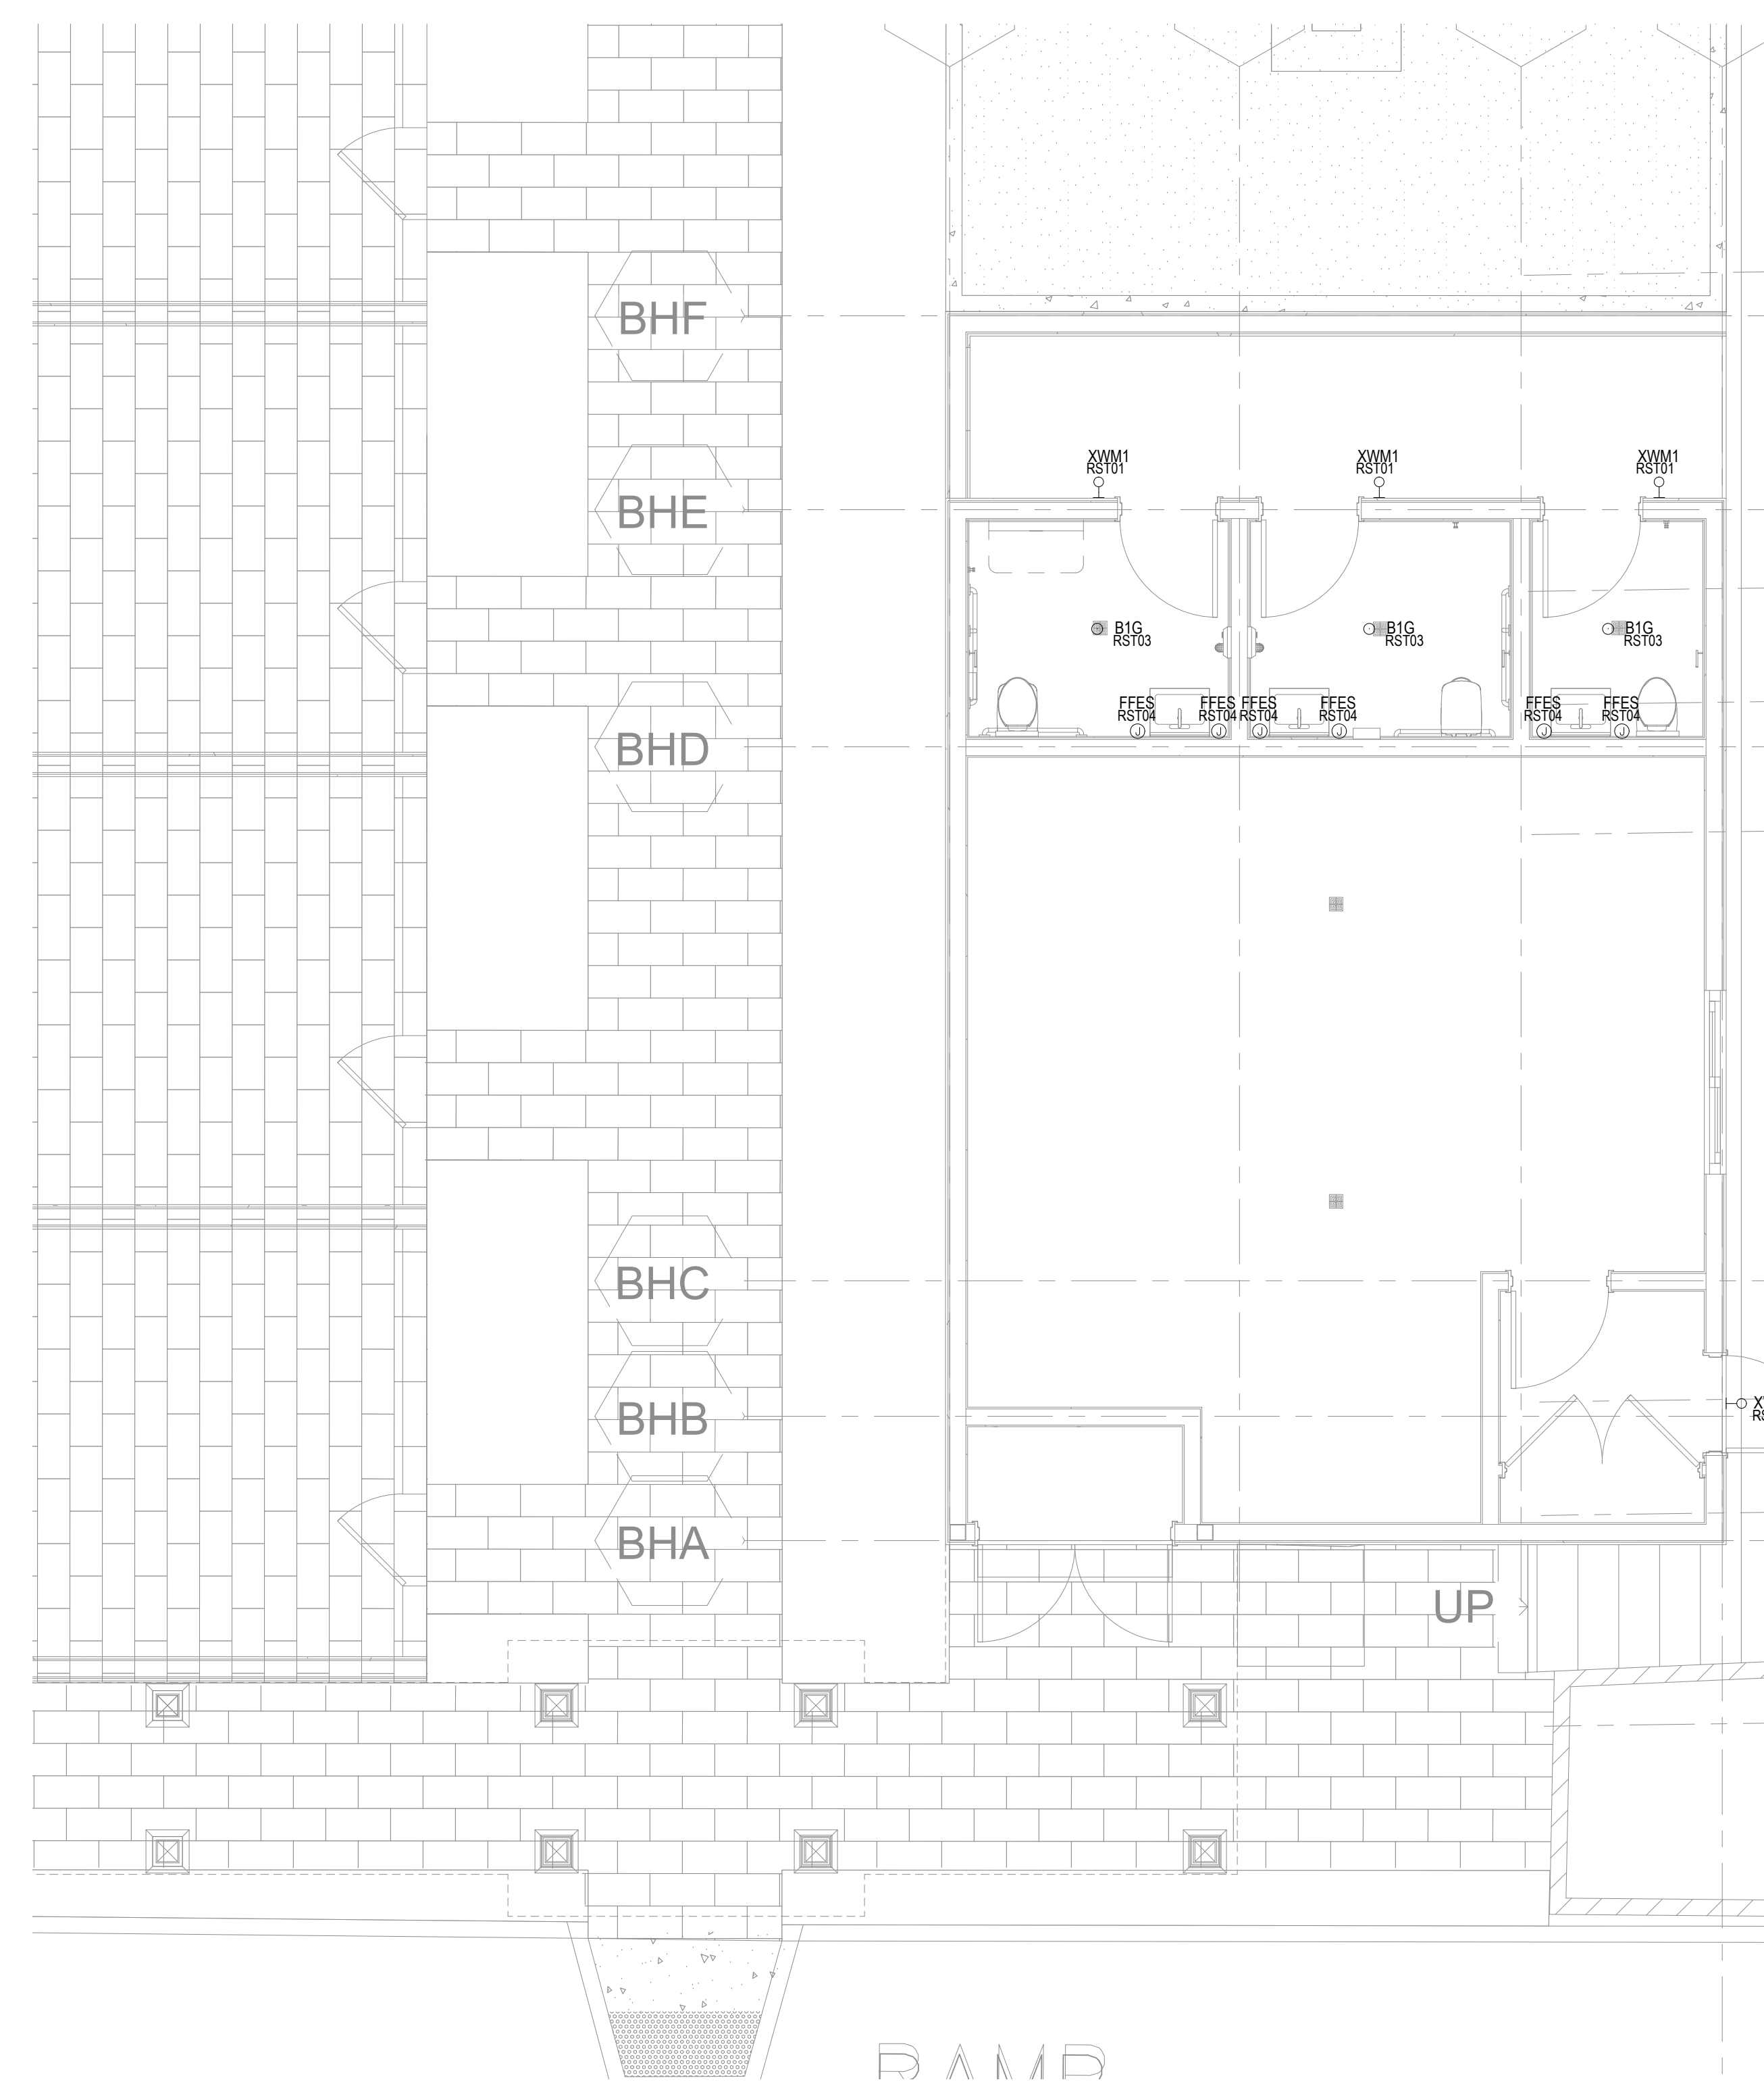 BHF
XWM1
RST01
XWM1
RST01
XWM1
RST01
BHE
B1G
RST03
B1G
RST03
B1G
RST03
FFES
RST04
J
FFES
RST04
J
FFES
RST04
J
FFES
RST04
J
FFES
RST04
J
FFES
RST04
J
BHD
BHC
BHB
BHA
UP
RAMP